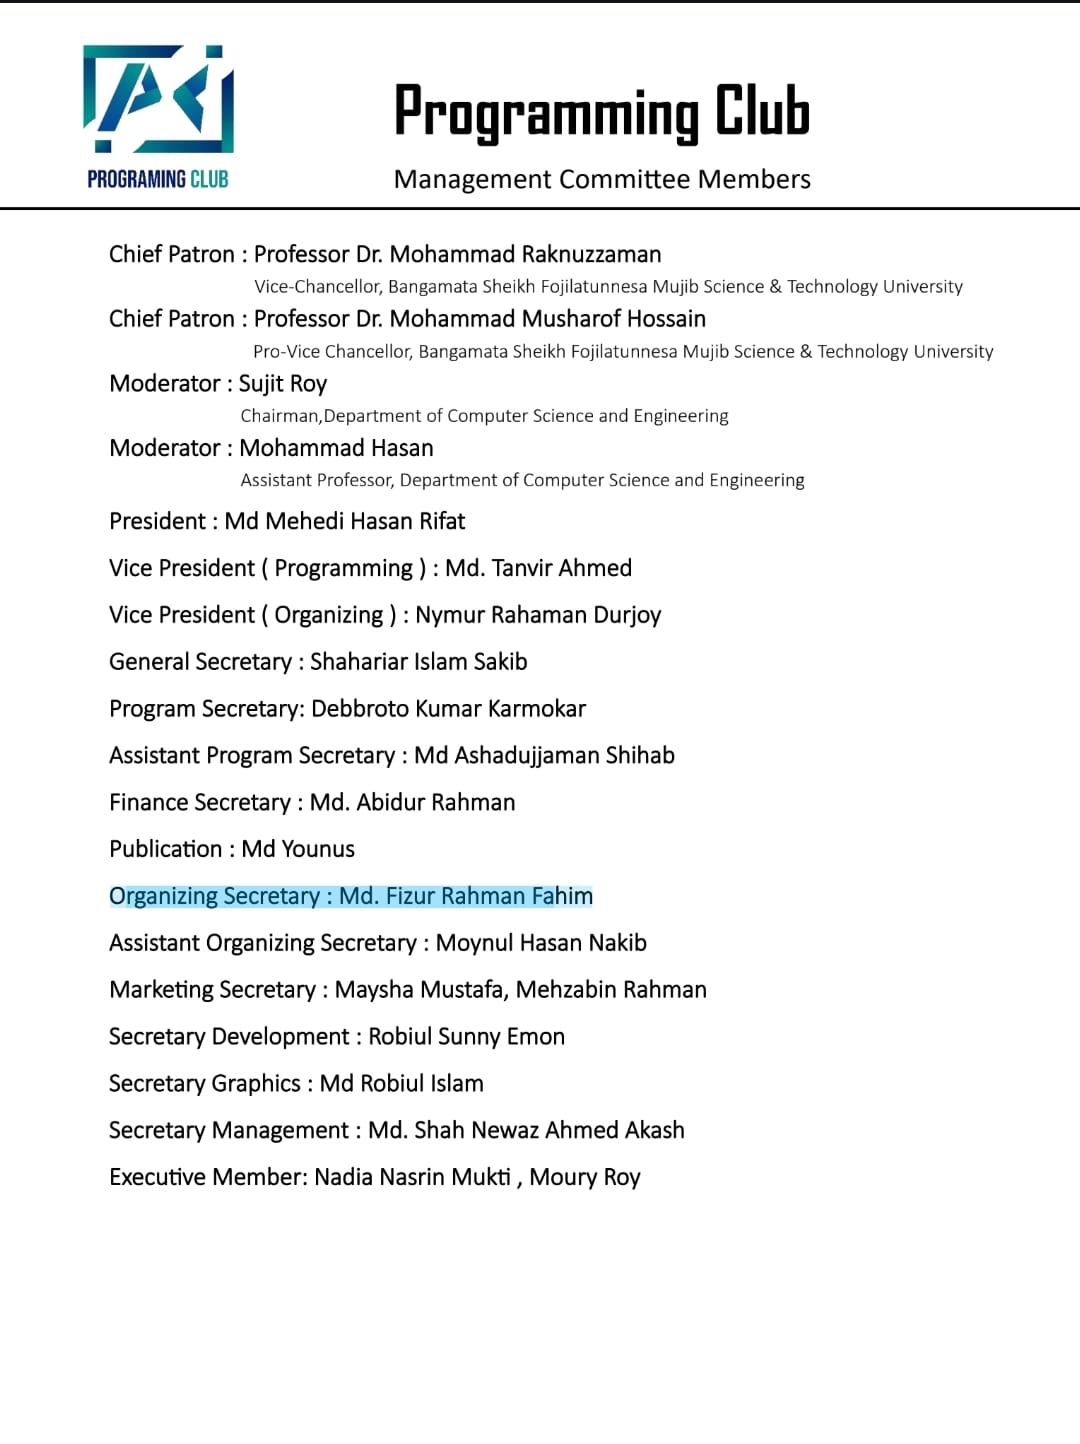 PROGRAMING CLUB
Programming Club
Management Committee Members
Chief Patron : Professor Dr. Mohammad Raknuzzaman
Vice-Chancellor, Bangamata Sheikh Fojilatunnesa Mujib Science & Technology University
Chief Patron : Professor Dr. Mohammad Musharof Hossain
Pro-Vice Chancellor, Bangamata Sheikh Fojilatunnesa Mujib Science & Technology University
Moderator : Sujit Roy
Chairman,Department of Computer Science and Engineering
Moderator : Mohammad Hasan
Assistant Professor, Department of Computer Science and Engineering
President : Md Mehedi Hasan Rifat
Vice President ( Programming ) : Md. Tanvir Ahmed
Vice President ( Organizing ) : Nymur Rahaman Durjoy
General Secretary : Shahariar Islam Sakib
Program Secretary: Debbroto Kumar Karmokar
Assistant Program Secretary : Md Ashadujjaman Shihab
Finance Secretary : Md. Abidur Rahman
Publication : Md Younus
Organizing Secretary : Md. Fizur Rahman Fahim
Assistant Organizing Secretary : Moynul Hasan Nakib
Marketing Secretary : Maysha Mustafa, Mehzabin Rahman
Secretary Development : Robiul Sunny Emon
Secretary Graphics : Md Robiul Islam
Secretary Management : Md. Shah Newaz Ahmed Akash
Executive Member: Nadia Nasrin Mukti , Moury Roy